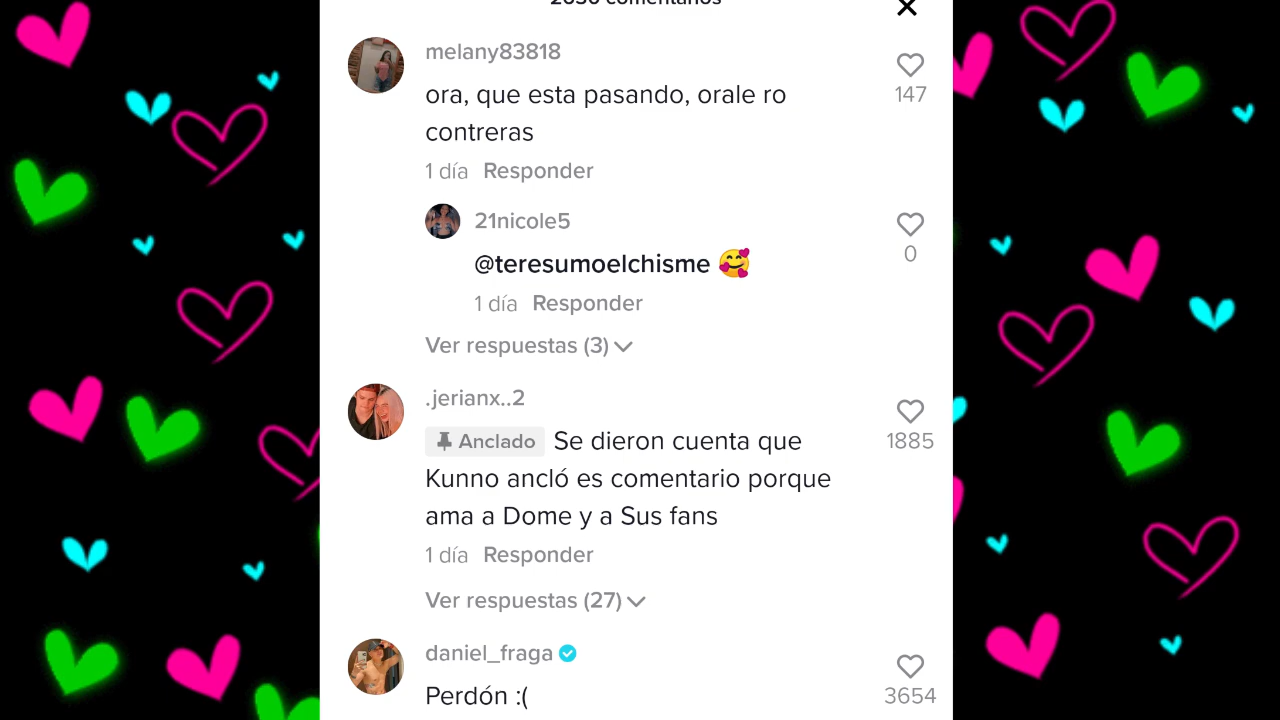 2636 comentarios
melany83818
ora, que esta pasando, orale ro
contreras
147
1 día Responder
21nicole5
@teresumoelchisme 🥰
0
1 día Responder
Ver respuestas (3)
.jerianx..2
Anclado Se dieron cuenta que
Kunno ancló es comentario porque
ama a Dome y a Sus fans
1885
1 día Responder
Ver respuestas (27)
daniel_fraga
Perdón :(
3654